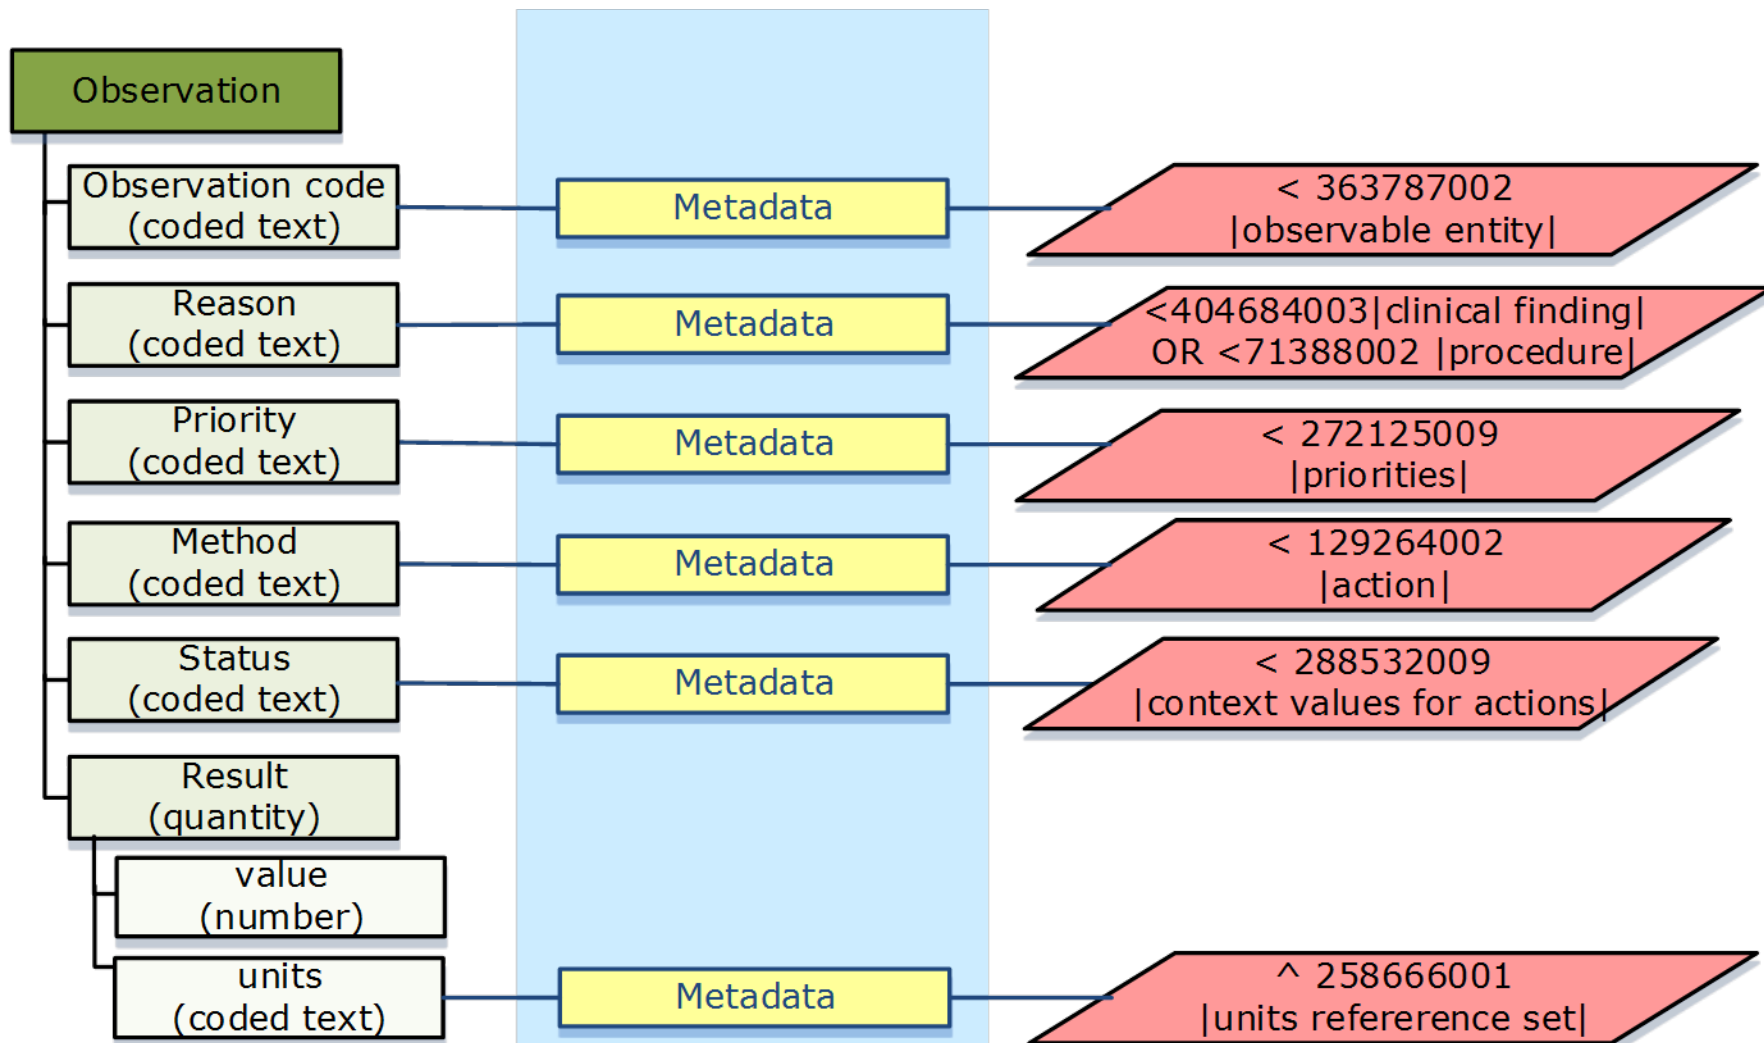 Observation
Observation code
(coded text)
Metadata
< 363787002
|observable entity|
Reason
(coded text)
Metadata
<404684003|clinical finding|
OR <71388002 |procedure|
Priority
(coded text)
Metadata
< 272125009
|priorities|
Method
(coded text)
Metadata
< 129264002
|action|
Status
(coded text)
Metadata
< 288532009
|context values for actions|
Result
(quantity)
value
(number)
units
(coded text)
Metadata
^ 258666001
|units refererence set|